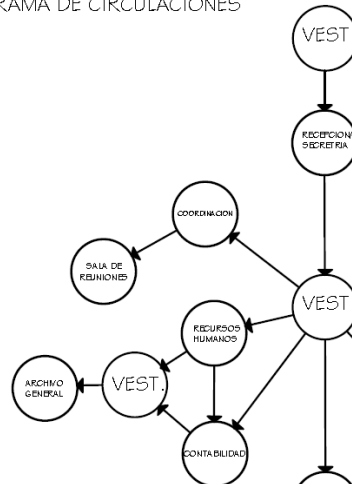 RAMA DE CIRCULACIONES
VEST
RECEPCION
SECRETRIA
COORDINACION
SALA DE
REUNIONES
VEST
RECURSOS
HUMANOS
ARCHIVO
GENERAL
VEST.
CONTABILIDAD